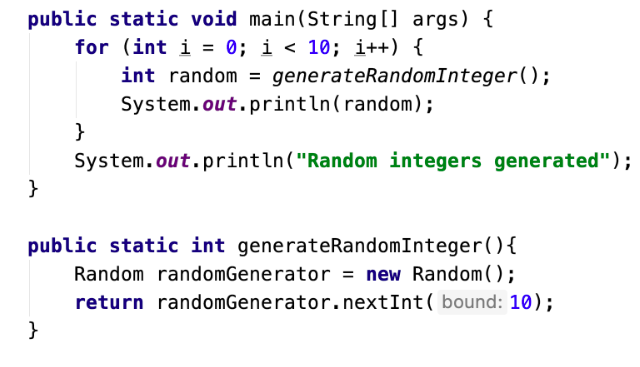 public static void main(String[] args) {
for (int i = 0; i < 10; i++) {
int random = generateRandomInteger();
System.out.println(random);
}
System.out.println("Random integers generated");
}
public static int generateRandomInteger(){
Random randomGenerator = new Random();
return randomGenerator.nextInt( bound: 10);
}